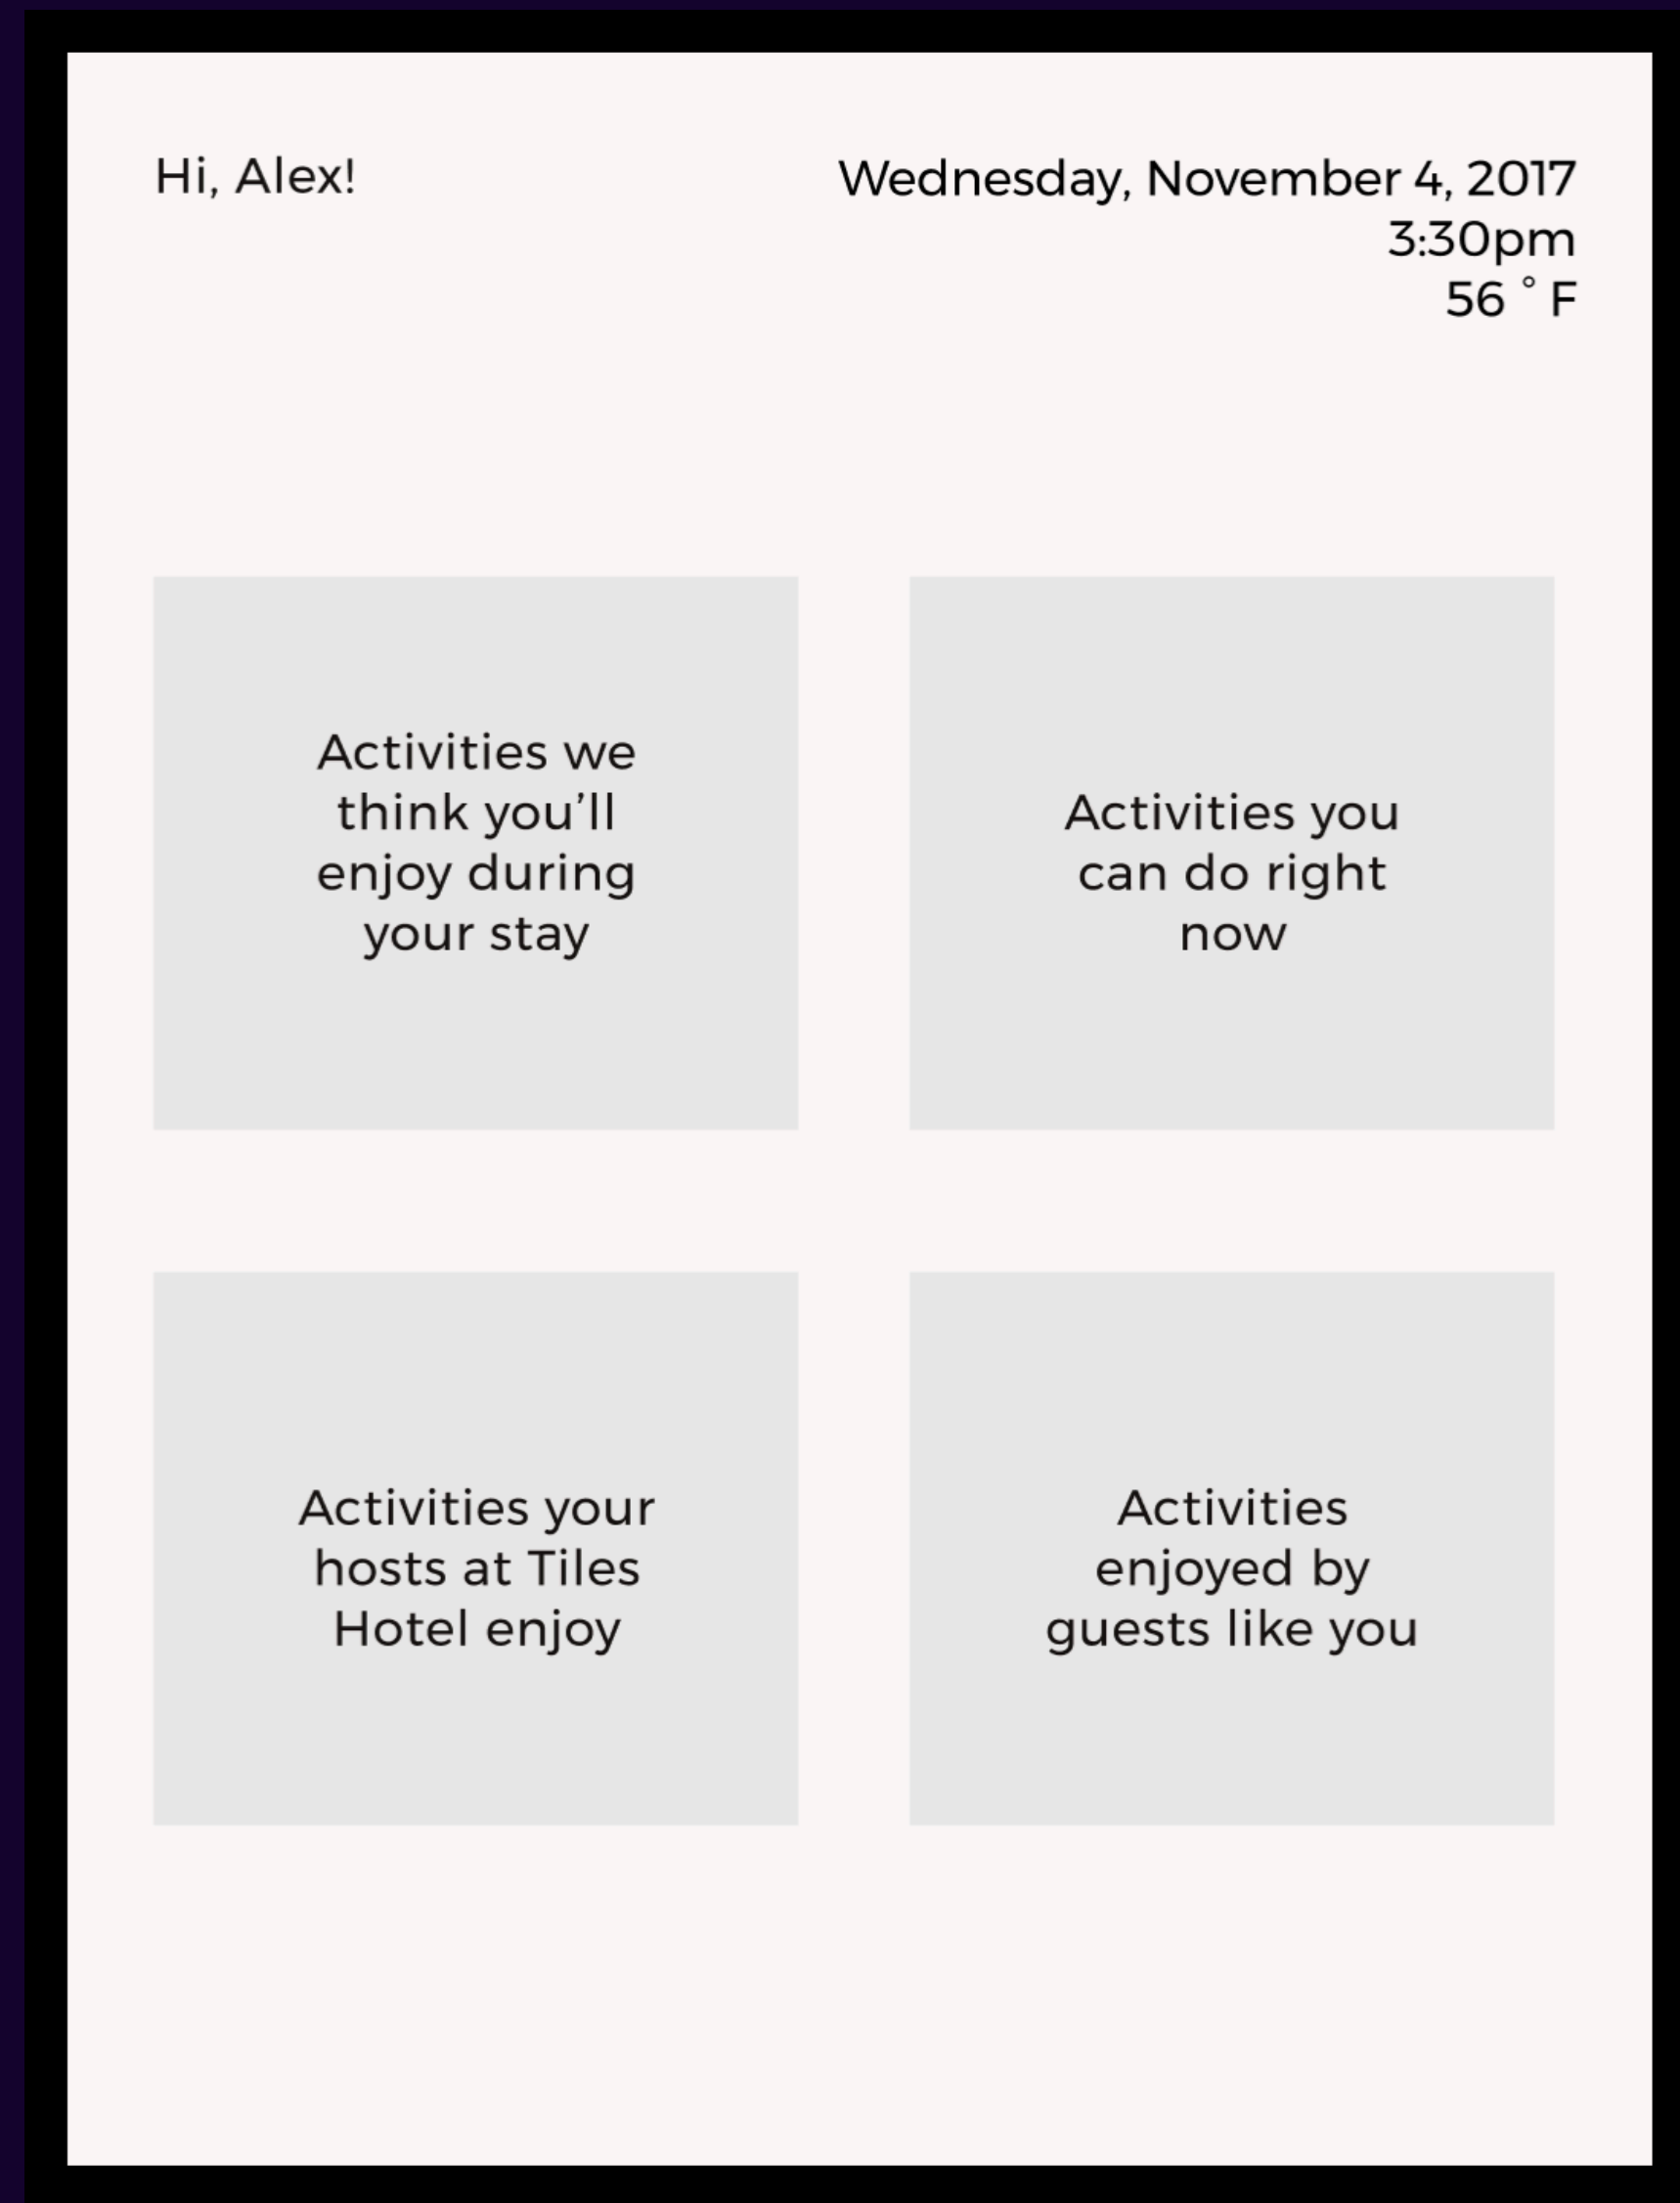 Hi, Alex!
Wednesday, November 4, 2017
3:30pm
56 ° F
Activities we
think you’ll
enjoy during
your stay
Activities you
can do right
now
Activities your
hosts at Tiles
Hotel enjoy
Activities
enjoyed by
guests like you